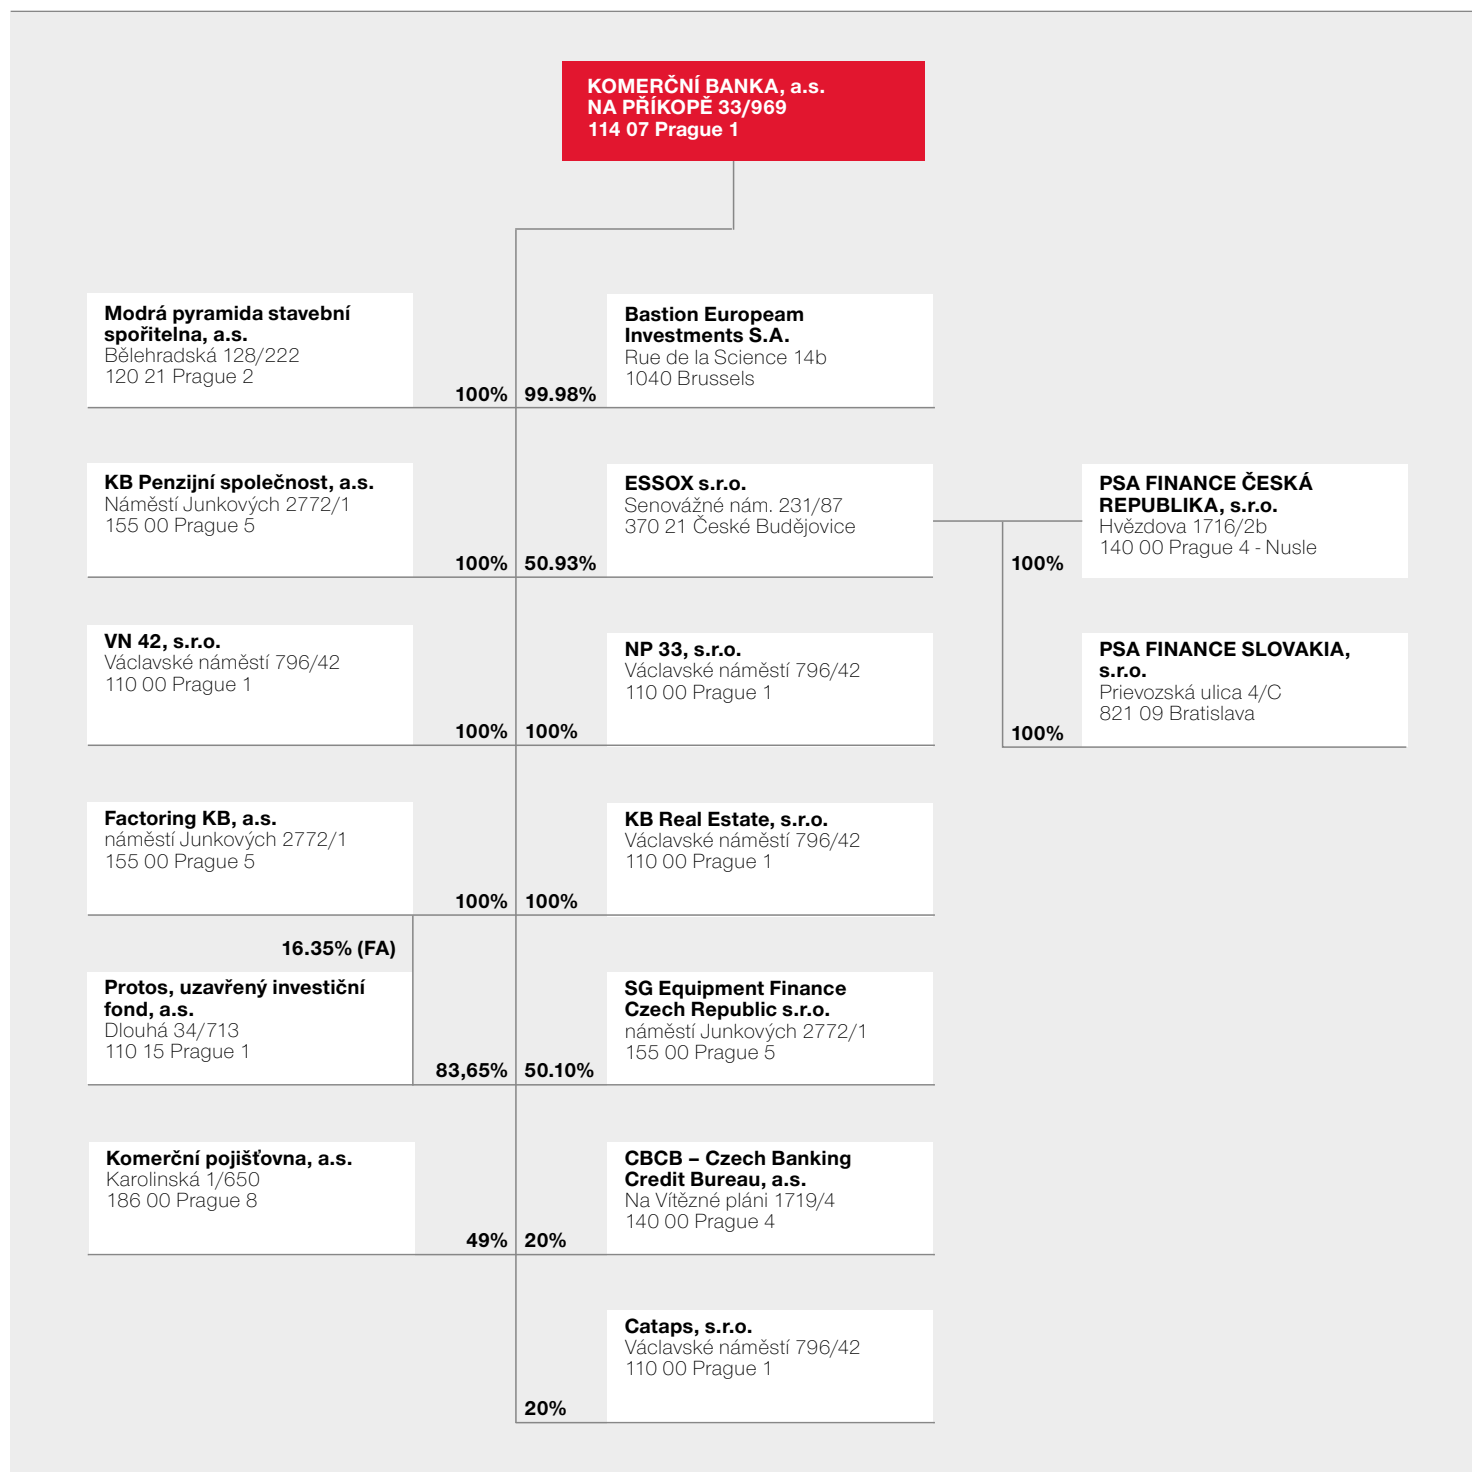 KOMERČNÍ BANKA, a.s.
NA PŘÍKOPĚ 33/969
114 07 Prague 1
Modrá pyramida stavební
spořitelna, a.s.
Bělehradská 128/222
120 21 Prague 2
100%
99.98%
Bastion Europeam
Investments S.A.
Rue de la Science 14b
1040 Brussels
KB Penzijní společnost, a.s.
Náměstí Junkových 2772/1
155 00 Prague 5
100%
50.93%
ESSOX s.r.o.
Senovážné nám. 231/87
370 21 České Budějovice
100%
PSA FINANCE ČESKÁ
REPUBLIKA, s.r.o.
Hvězdova 1716/2b
140 00 Prague 4 - Nusle
VN 42, s.r.o.
Václavské náměstí 796/42
110 00 Prague 1
100%
100%
NP 33, s.r.o.
Václavské náměstí 796/42
110 00 Prague 1
100%
PSA FINANCE SLOVAKIA,
s.r.o.
Prievozská ulica 4/C
821 09 Bratislava
Factoring KB, a.s.
náměstí Junkových 2772/1
155 00 Prague 5
100%
100%
KB Real Estate, s.r.o.
Václavské náměstí 796/42
110 00 Prague 1
16.35% (FA)
Protos, uzavřený investiční
fond, a.s.
Dlouhá 34/713
110 15 Prague 1
83,65%
50.10%
SG Equipment Finance
Czech Republic s.r.o.
náměstí Junkových 2772/1
155 00 Prague 5
Komerční pojišťovna, a.s.
Karolinská 1/650
186 00 Prague 8
49%
20%
CBCB – Czech Banking
Credit Bureau, a.s.
Na Vítězné pláni 1719/4
140 00 Prague 4
20%
Cataps, s.r.o.
Václavské náměstí 796/42
110 00 Prague 1